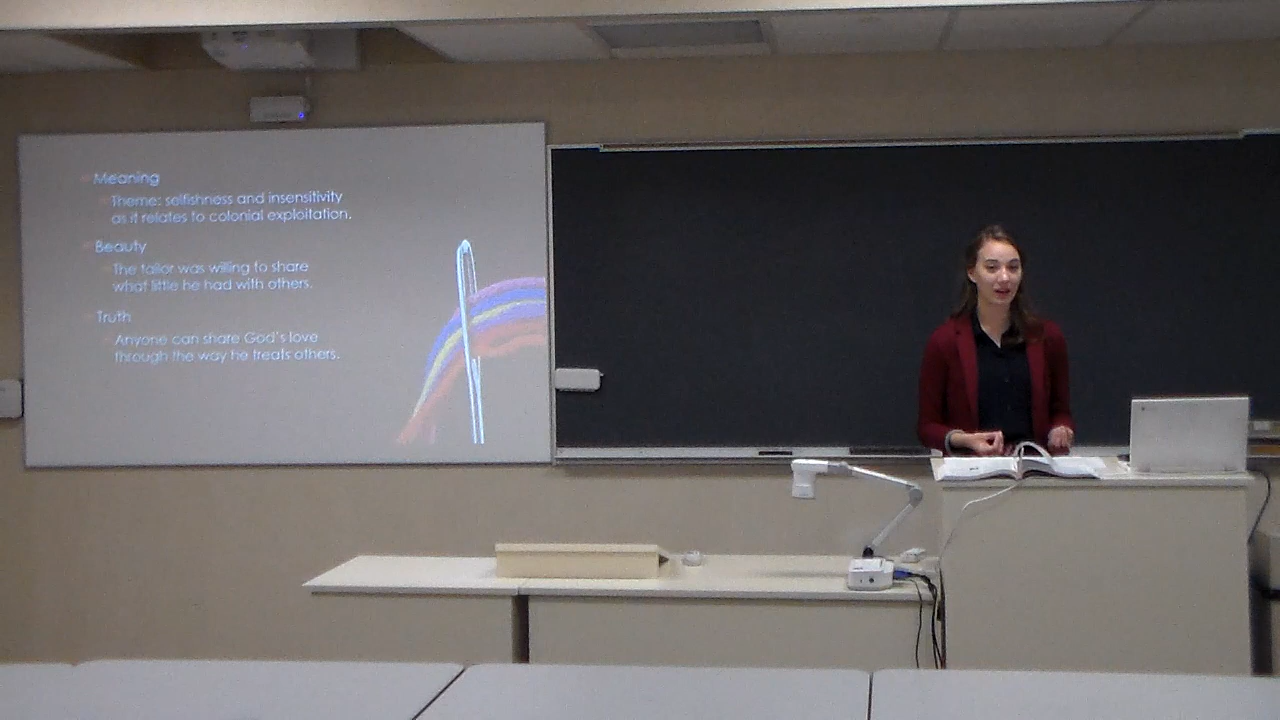 Meaning
Theme: selfishness and insensitivity
as it relates to colonial exploitation.
Beauty
The tailor was willing to share
what little he had with others.
Truth
Anyone can share God's love
through the way he treats others.